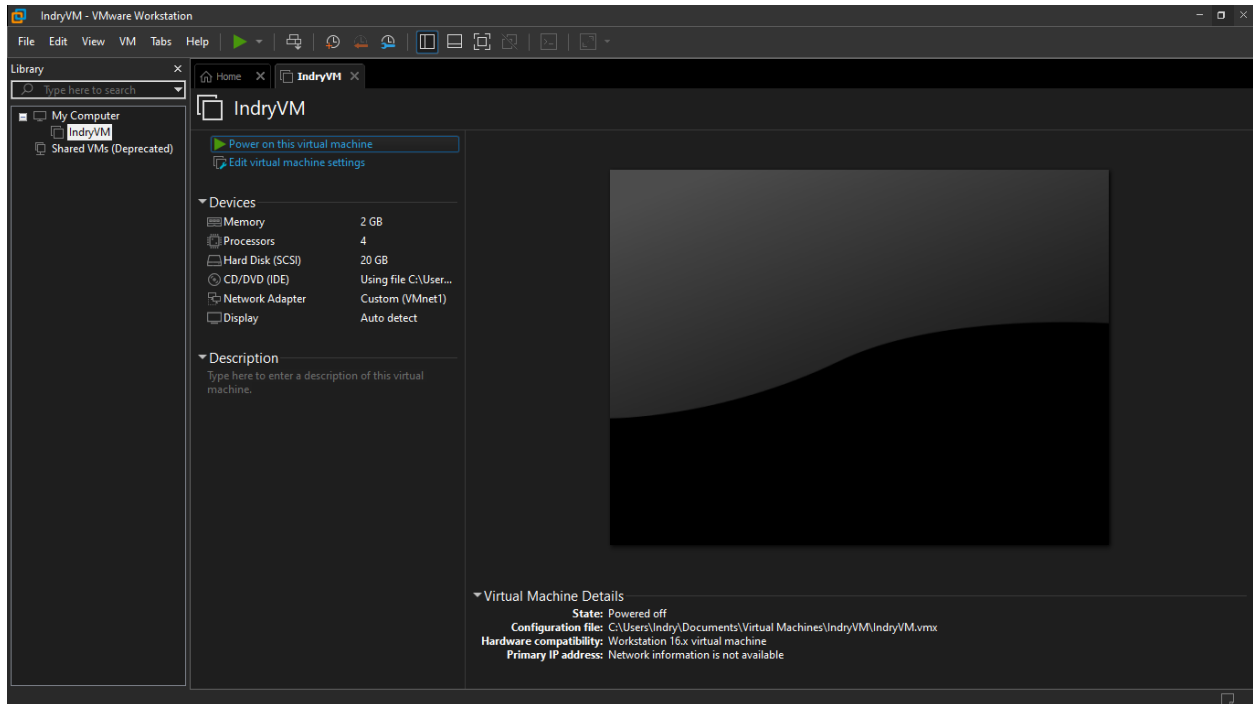 IndryVM - VMware Workstation
File Edit View VM Tabs Help
Library
Type here to search
My Computer
IndryVM
Shared VMs (Deprecated)
Home IndryVM
IndryVM
Power on this virtual machine
Edit virtual machine settings
Devices
Memory 2 GB
Processors 4
Hard Disk (SCSI) 20 GB
CD/DVD (IDE) Using file C:\User...
Network Adapter Custom (VMnet1)
Display Auto detect
Description
Type here to enter a description of this virtual
machine.
Virtual Machine Details
State: Powered off
Configuration file: C:\Users\Indry\Documents\Virtual Machines\IndryVM\IndryVM.vmx
Hardware compatibility: Workstation 16.x virtual machine
Primary IP address: Network information is not available